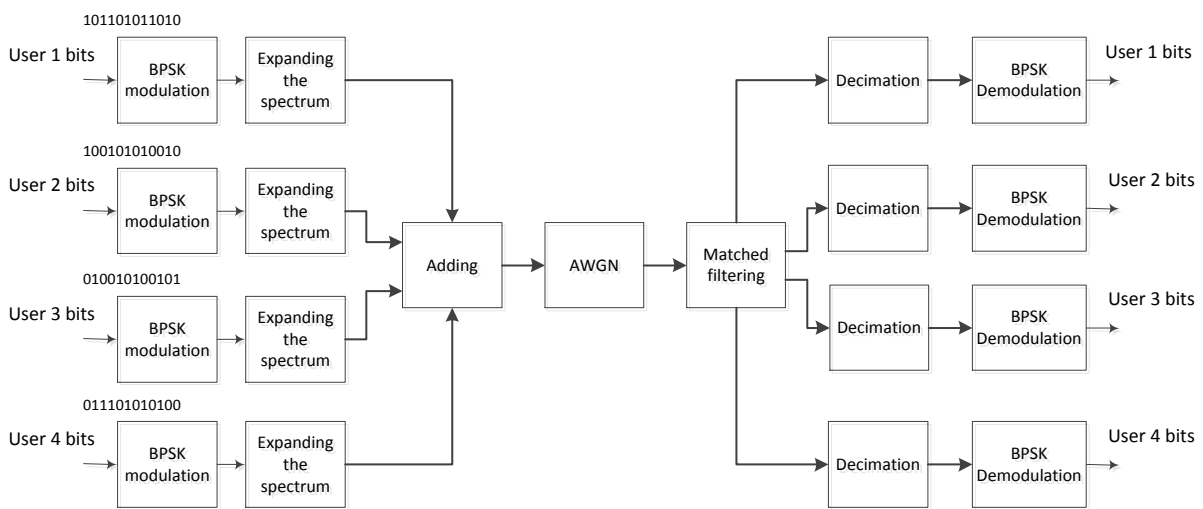 101101011010
User 1 bits
BPSK
modulation
Expanding
the
spectrum
Decimation
BPSK
Demodulation
User 1 bits
100101010010
User 2 bits
BPSK
modulation
Expanding
the
spectrum
Decimation
BPSK
Demodulation
User 2 bits
Adding
AWGN
Matched
filtering
010010100101
User 3 bits
BPSK
modulation
Expanding
the
spectrum
Decimation
BPSK
Demodulation
User 3 bits
011101010100
User 4 bits
BPSK
modulation
Expanding
the
spectrum
Decimation
BPSK
Demodulation
User 4 bits